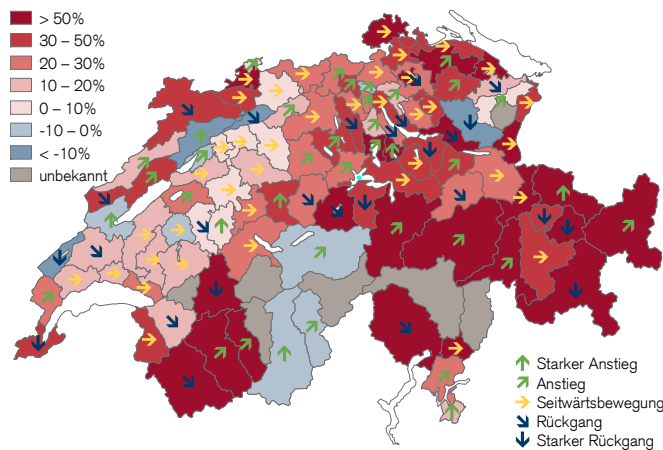 > 50%
30 – 50%
20 – 30%
10 – 20%
0 – 10%
-10 – 0%
< -10%
unbekannt
Starker Anstieg
Anstieg
Seitwärtsbewegung
Rückgang
Starker Rückgang